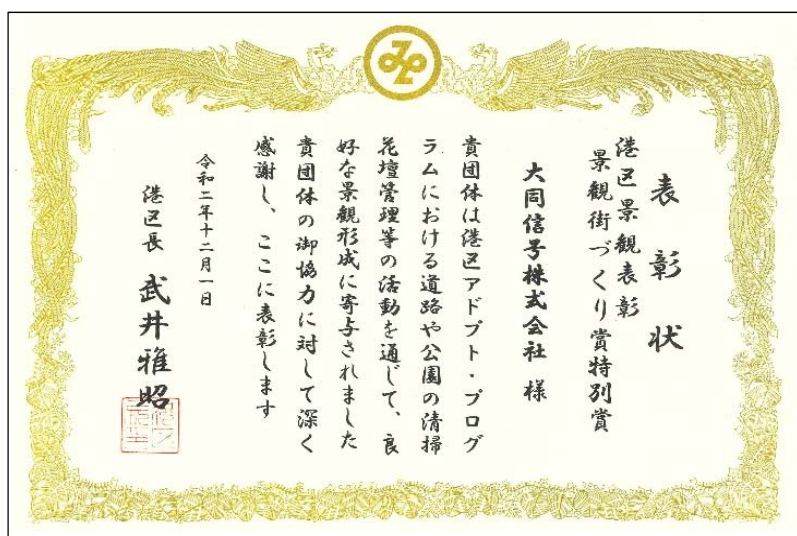 表彰状
港区景観表彰
景観街づくり賞特別賞
大同信号株式会社 様
貴団体は港区アドプト・プログ
ラムにおける道路や公園の清掃
花壇管理等の活動を通じて、良
好な景観形成に寄与されました
貴団体の御協力に対して深く
感謝し、ここに表彰します
令和二年十二月一日
港区長 武井雅昭